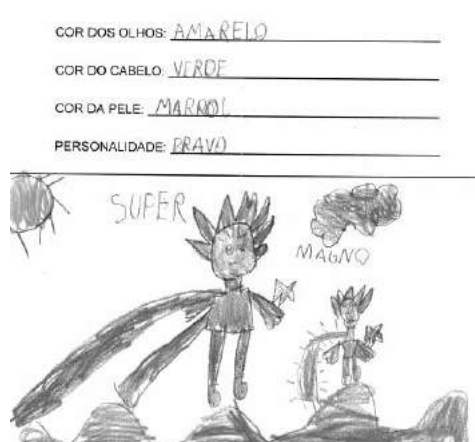 COR DOS OLHOS: AMARELO
COR DO CABELO: VERDE
COR DA PELE: MARROL
PERSONALIDADE: BRAVO
SUPER
MAGNO